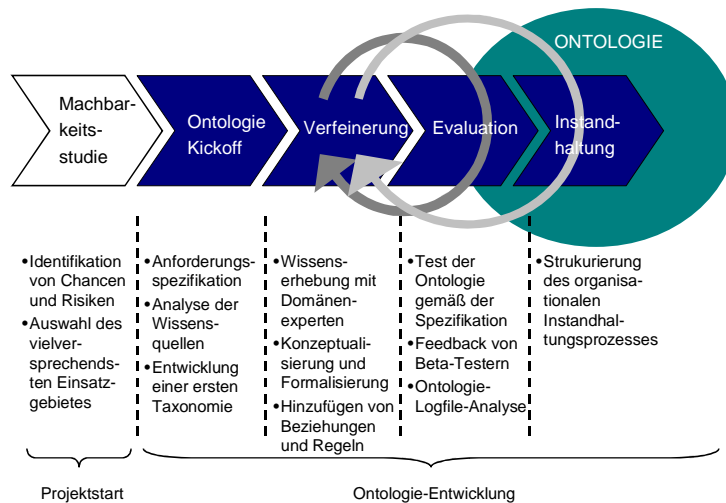 ONTOLOGIE
Machbar-
keits-
studie
Ontologie
Kickoff
Verfeinerung
Evaluation
Instand-
haltung
•Identifikation
von Chancen
und Risiken
•Auswahl des
vielver-
sprechends-
ten Einsatz-
gebietes
•Anforderungs-
spezifikation
•Analyse der
Wissens-
quellen
•Entwicklung
einer ersten
Taxonomie
•Wissens-
erhebung mit
Domänen-
experten
•Konzeptuali-
sierung und
Formalisierung
•Hinzufügen von
Beziehungen
und Regeln
•Test der
Ontologie
gemäß der
Spezifikation
•Feedback von
Beta-Testern
•Ontologie-
Logfile-Analyse
•Strukurierung
des organisa-
tionalen
Instandhal-
tungsprozesses
Projektstart
Ontologie-Entwicklung